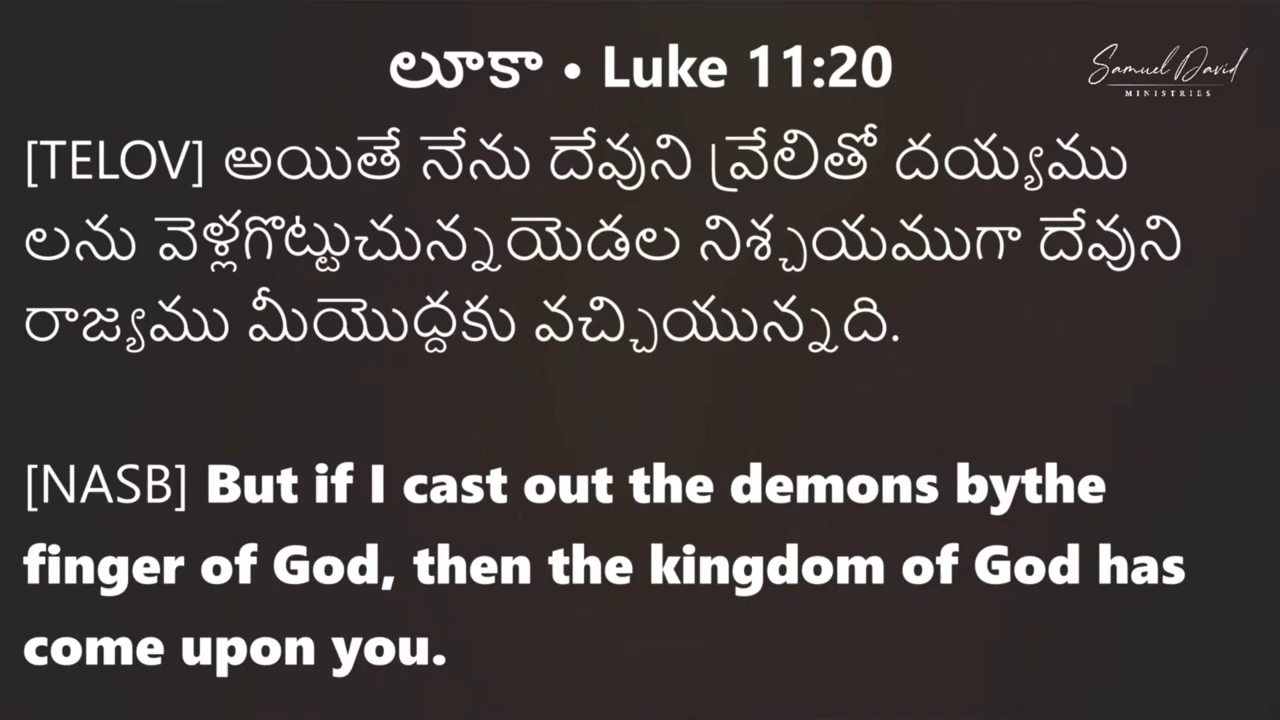 లూకా • Luke 11:20
Samuel David
MINISTRIES
[TELOV] అయితే నేను దేవుని వ్రేలితో దయ్యము
లను వెళ్లగొట్టుచున్నయెడల నిశ్చయముగా దేవుని
రాజ్యము మీయొద్దకు వచ్చియున్నది.
[NASB] But if I cast out the demons bythe
finger of God, then the kingdom of God has
come upon you.